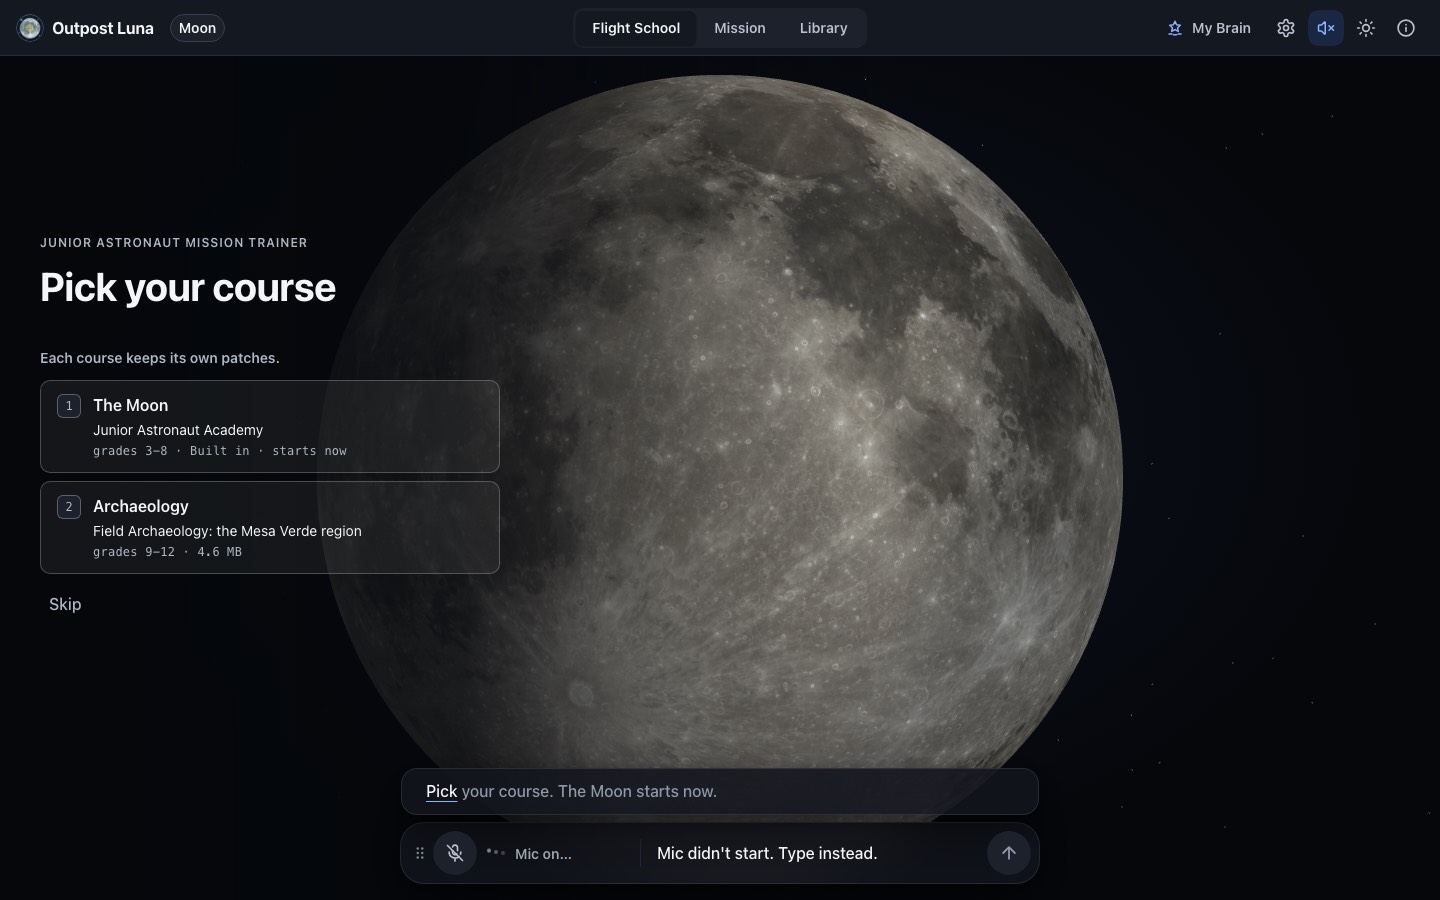 Outpost Luna
Moon
Flight School
Mission
Library
My Brain
JUNIOR ASTRONAUT MISSION TRAINER
Pick your course
Each course keeps its own patches.
1
The Moon
Junior Astronaut Academy
grades 3–8 · Built in · starts now
2
Archaeology
Field Archaeology: the Mesa Verde region
grades 9–12 · 4.6 MB
Skip
Pick your course. The Moon starts now.
Mic on...
Mic didn't start. Type instead.